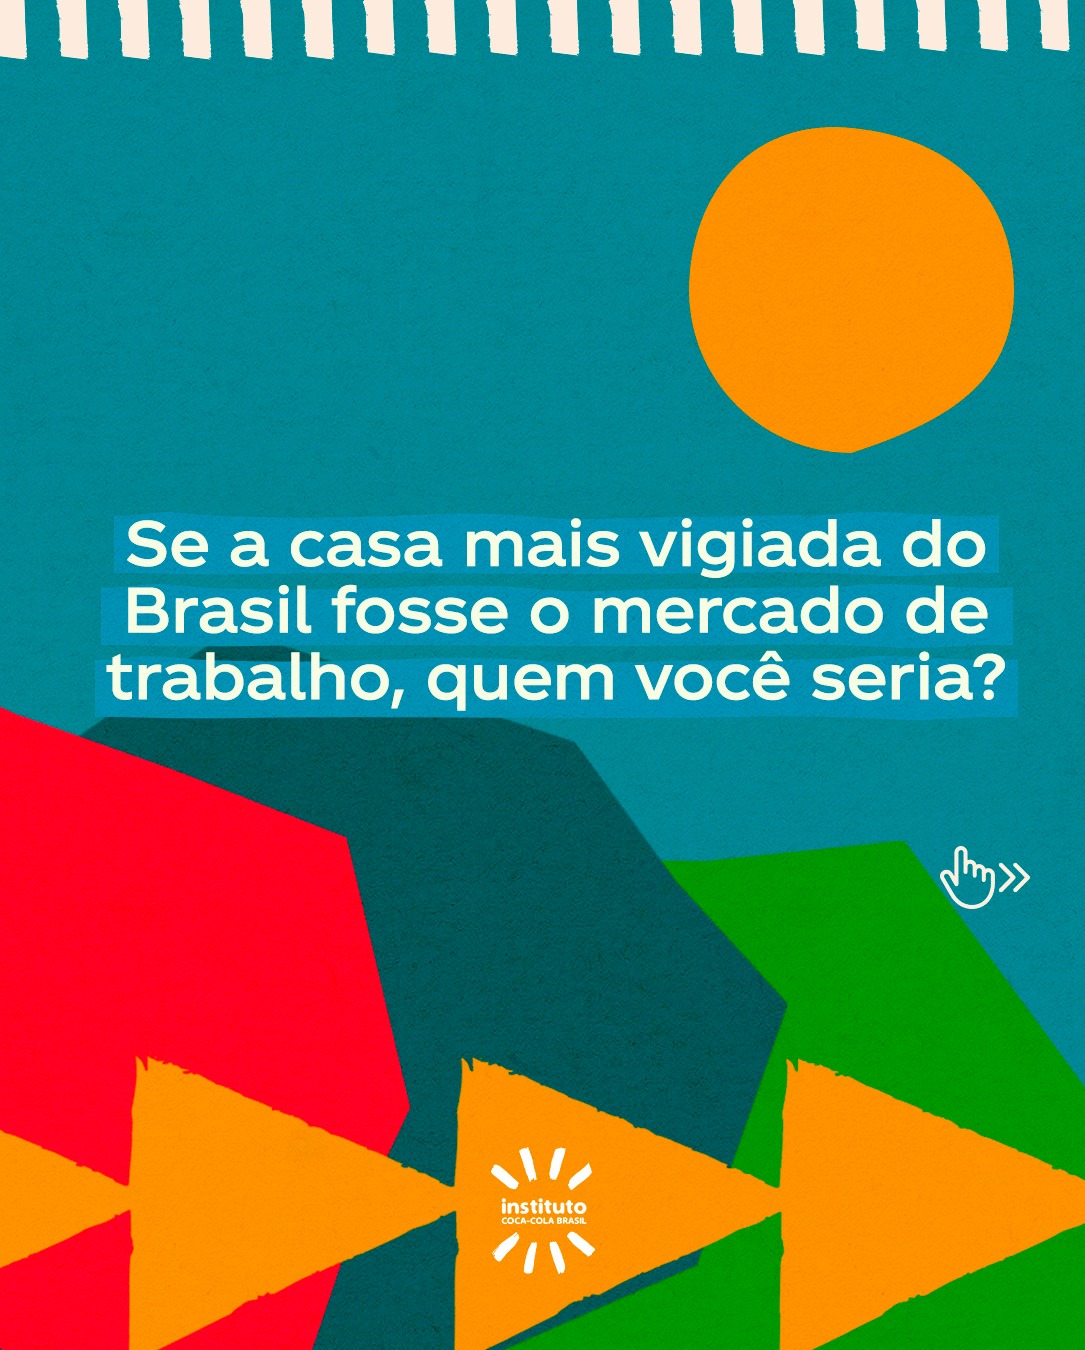 Se a casa mais vigiada do
Brasil fosse o mercado de
trabalho, quem você seria?
instituto
COCA-COLA BRASIL